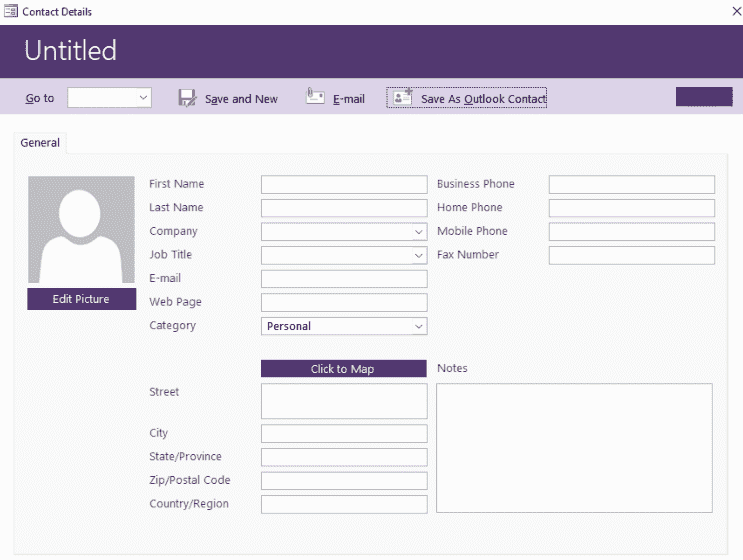 Contact Details
Untitled
Go to
Save and New
E-mail
Save As Outlook Contact
General
Edit Picture
First Name
Last Name
Company
Job Title
E-mail
Web Page
Category
Personal
Business Phone
Home Phone
Mobile Phone
Fax Number
Click to Map
Street
City
State/Province
Zip/Postal Code
Country/Region
Notes